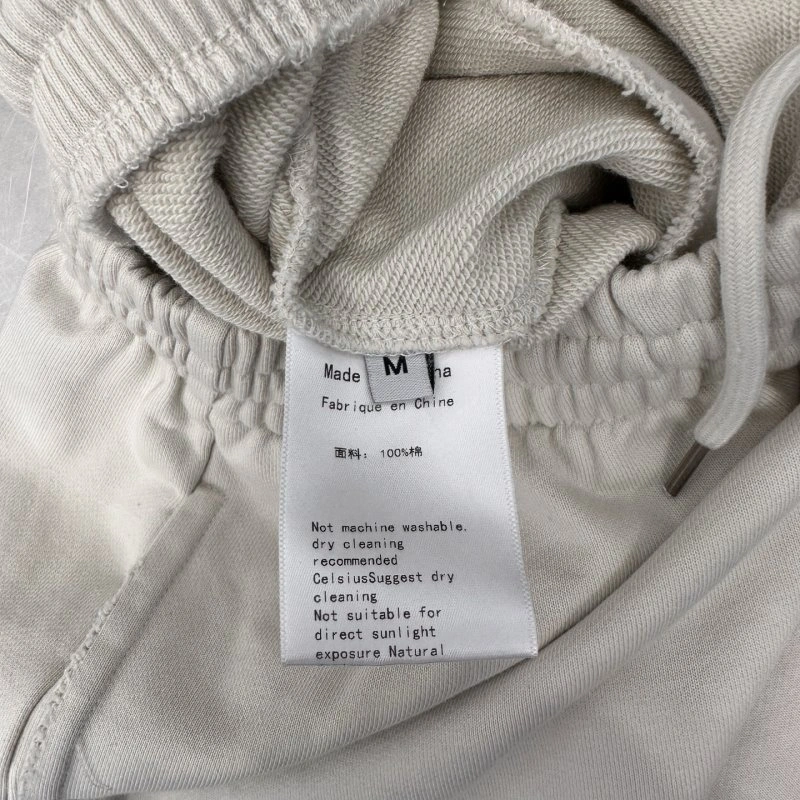 M
Made na
Fabrique en Chine
面料: 100%棉
Not machine washable.
dry cleaning
recommended
CelsiusSuggest dry
cleaning
Not suitable for
direct sunlight
exposure Natural